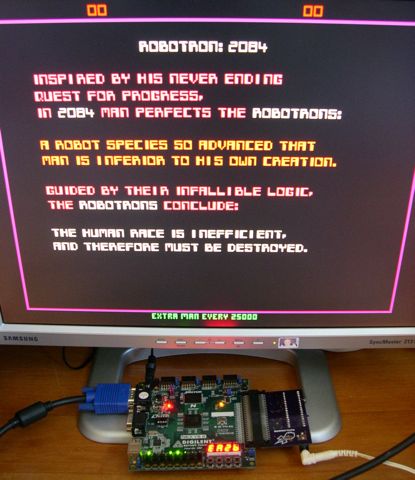 00 00
ROBOTRON: 2084
INSPIRED BY HIS NEVER ENDING
QUEST FOR PROGRESS,
IN 2084 MAN PERFECTS THE ROBOTRONS:
A ROBOT SPECIES SO ADVANCED THAT
MAN IS INFERIOR TO HIS OWN CREATION.
GUIDED BY THEIR INFALLIBLE LOGIC,
THE ROBOTRONS CONCLUDE:
THE HUMAN RACE IS INEFFICIENT,
AND THEREFORE MUST BE DESTROYED.
EXTRA MAN EVERY 25000
SAMSUNG
SyncMaster
DIGILENT